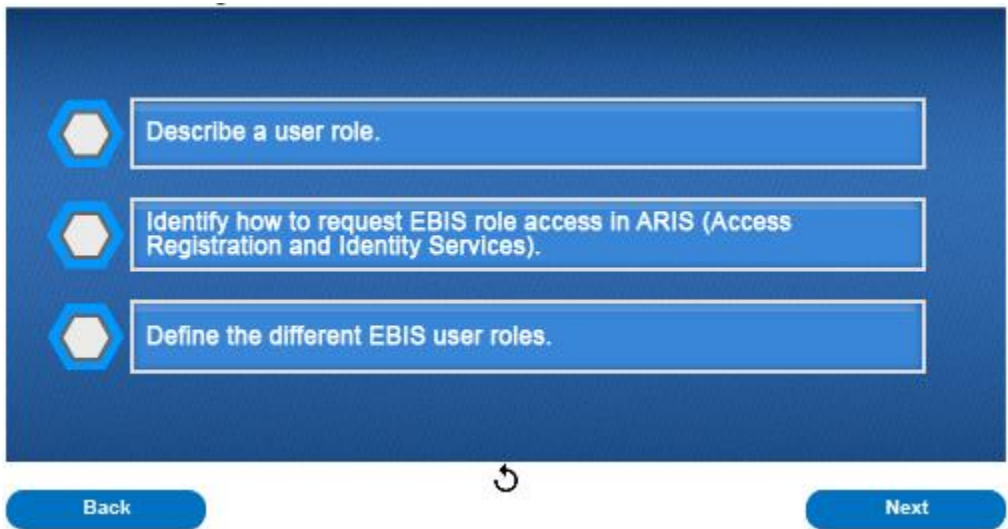 Describe a user role.
Identify how to request EBIS role access in ARIS (Access
Registration and Identity Services).
Define the different EBIS user roles.
Back
Next